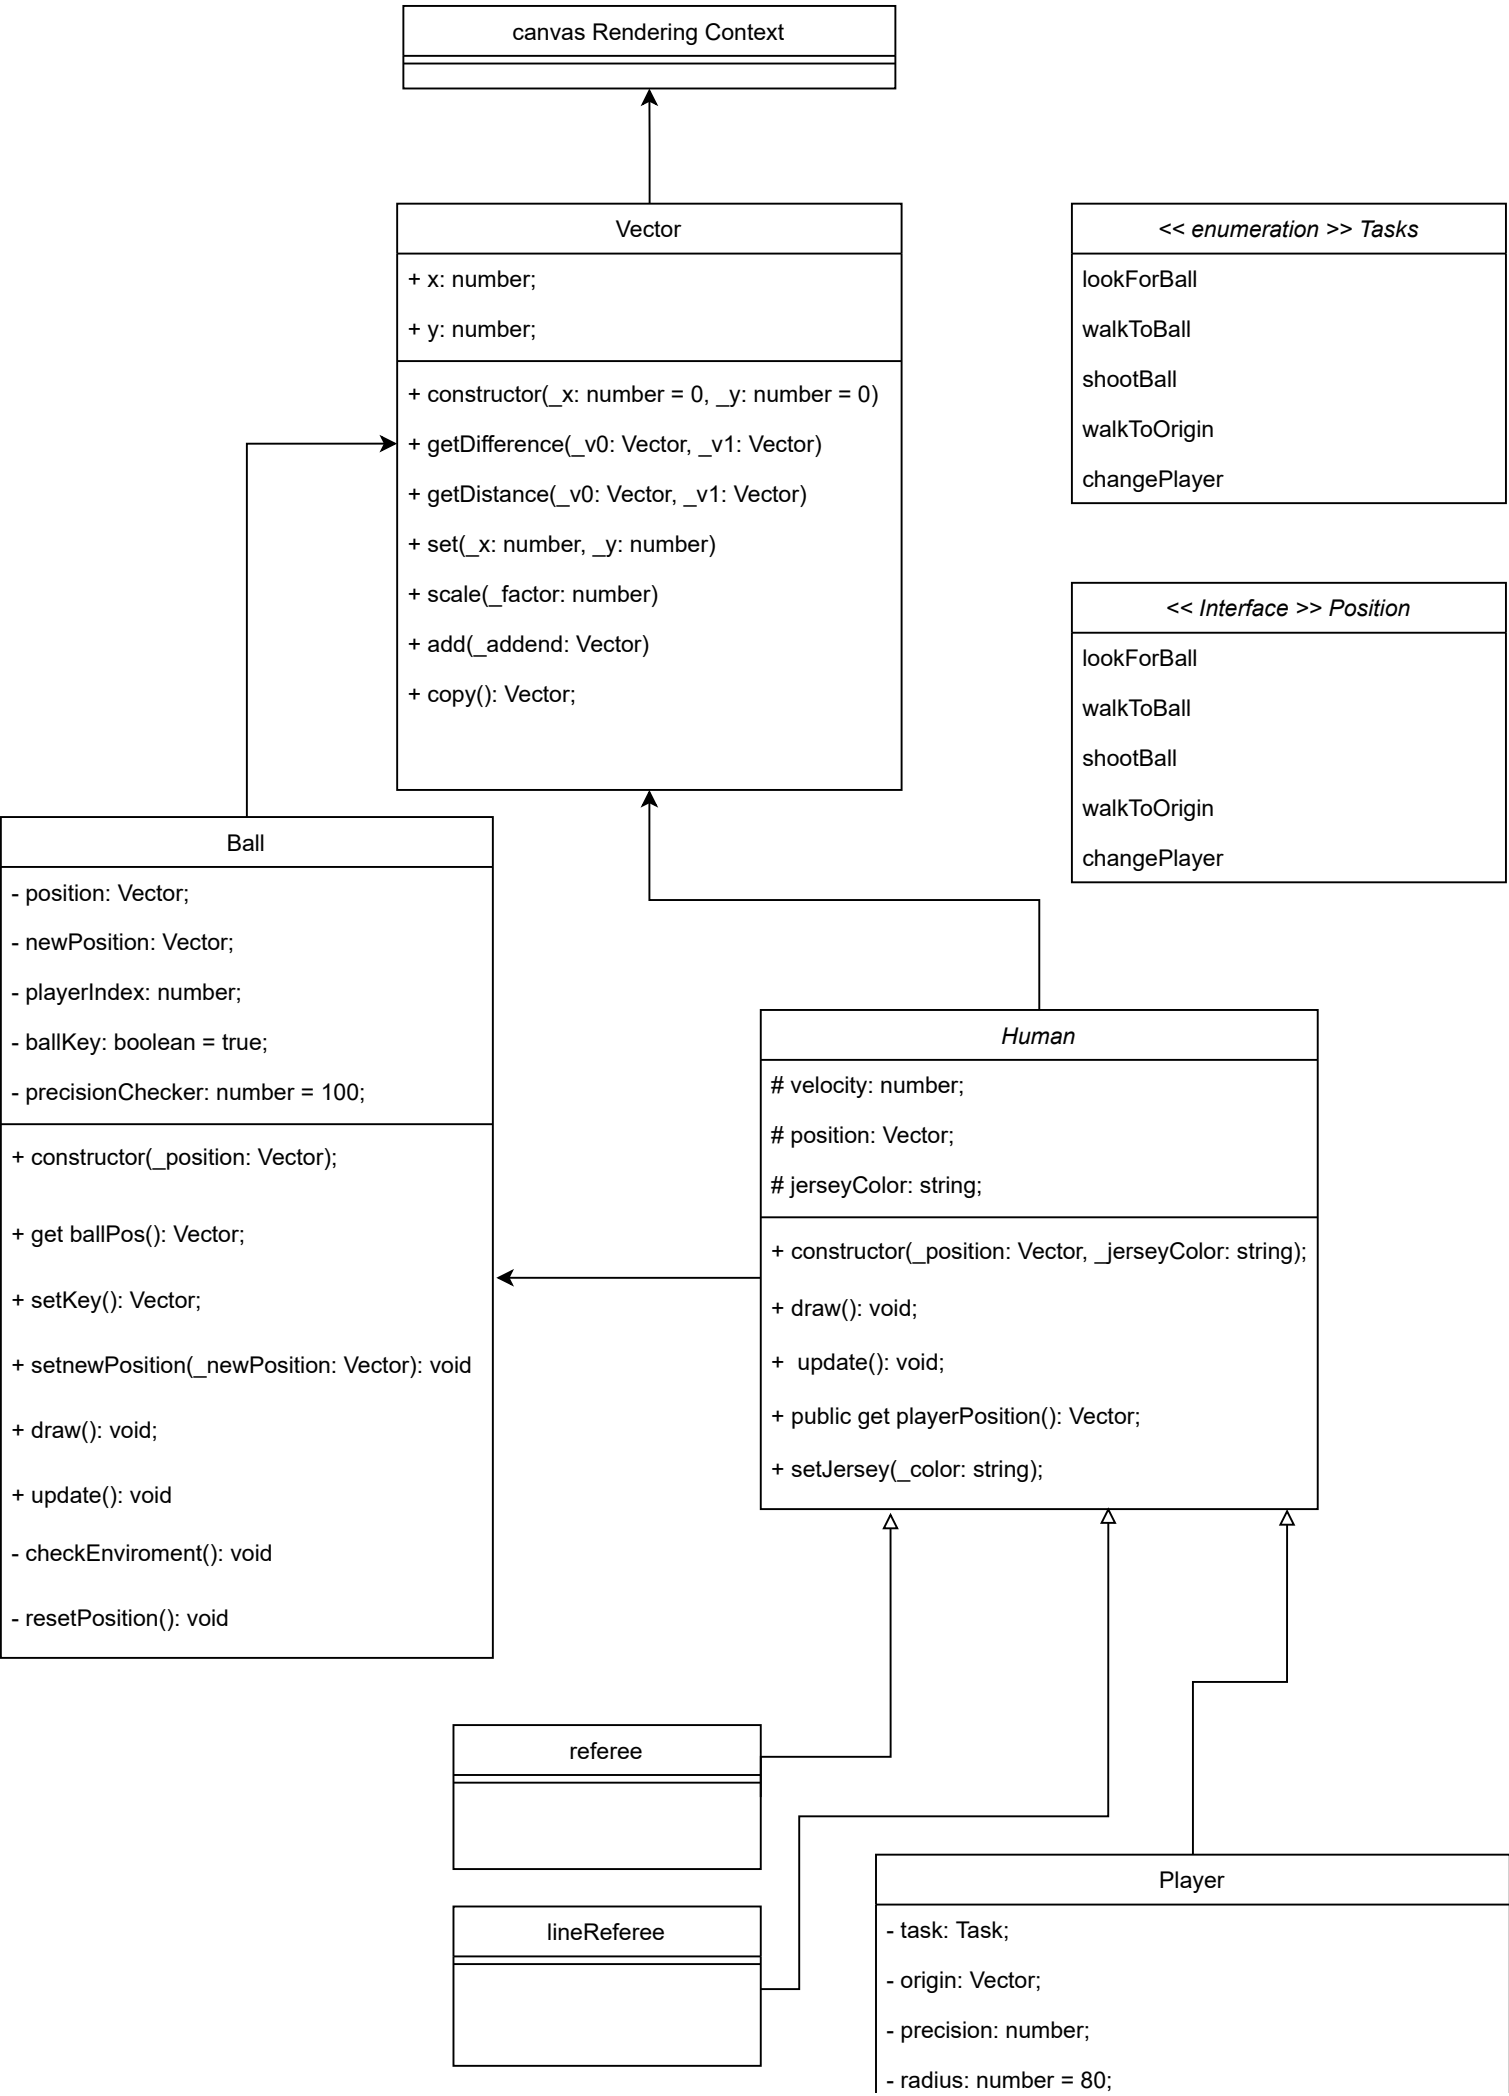 canvas Rendering Context
Vector
+ x: number;
+ y: number;
+ constructor(_x: number = 0, _y: number = 0)
+ getDifference(_v0: Vector, _v1: Vector)
+ getDistance(_v0: Vector, _v1: Vector)
+ set(_x: number, _y: number)
+ scale(_factor: number)
+ add(_addend: Vector)
+ copy(): Vector;
<< enumeration >> Tasks
lookForBall
walkToBall
shootBall
walkToOrigin
changePlayer
<< Interface >> Position
lookForBall
walkToBall
shootBall
walkToOrigin
changePlayer
Ball
- position: Vector;
- newPosition: Vector;
- playerIndex: number;
- ballKey: boolean = true;
- precisionChecker: number = 100;
+ constructor(_position: Vector);
+ get ballPos(): Vector;
+ setKey(): Vector;
+ setnewPosition(_newPosition: Vector): void
+ draw(): void;
+ update(): void
- checkEnviroment(): void
- resetPosition(): void
Human
# velocity: number;
# position: Vector;
# jerseyColor: string;
+ constructor(_position: Vector, _jerseyColor: string);
+ draw(): void;
+  update(): void;
+ public get playerPosition(): Vector;
+ setJersey(_color: string);
referee
lineReferee
Player
- task: Task;
- origin: Vector;
- precision: number;
- radius: number = 80;